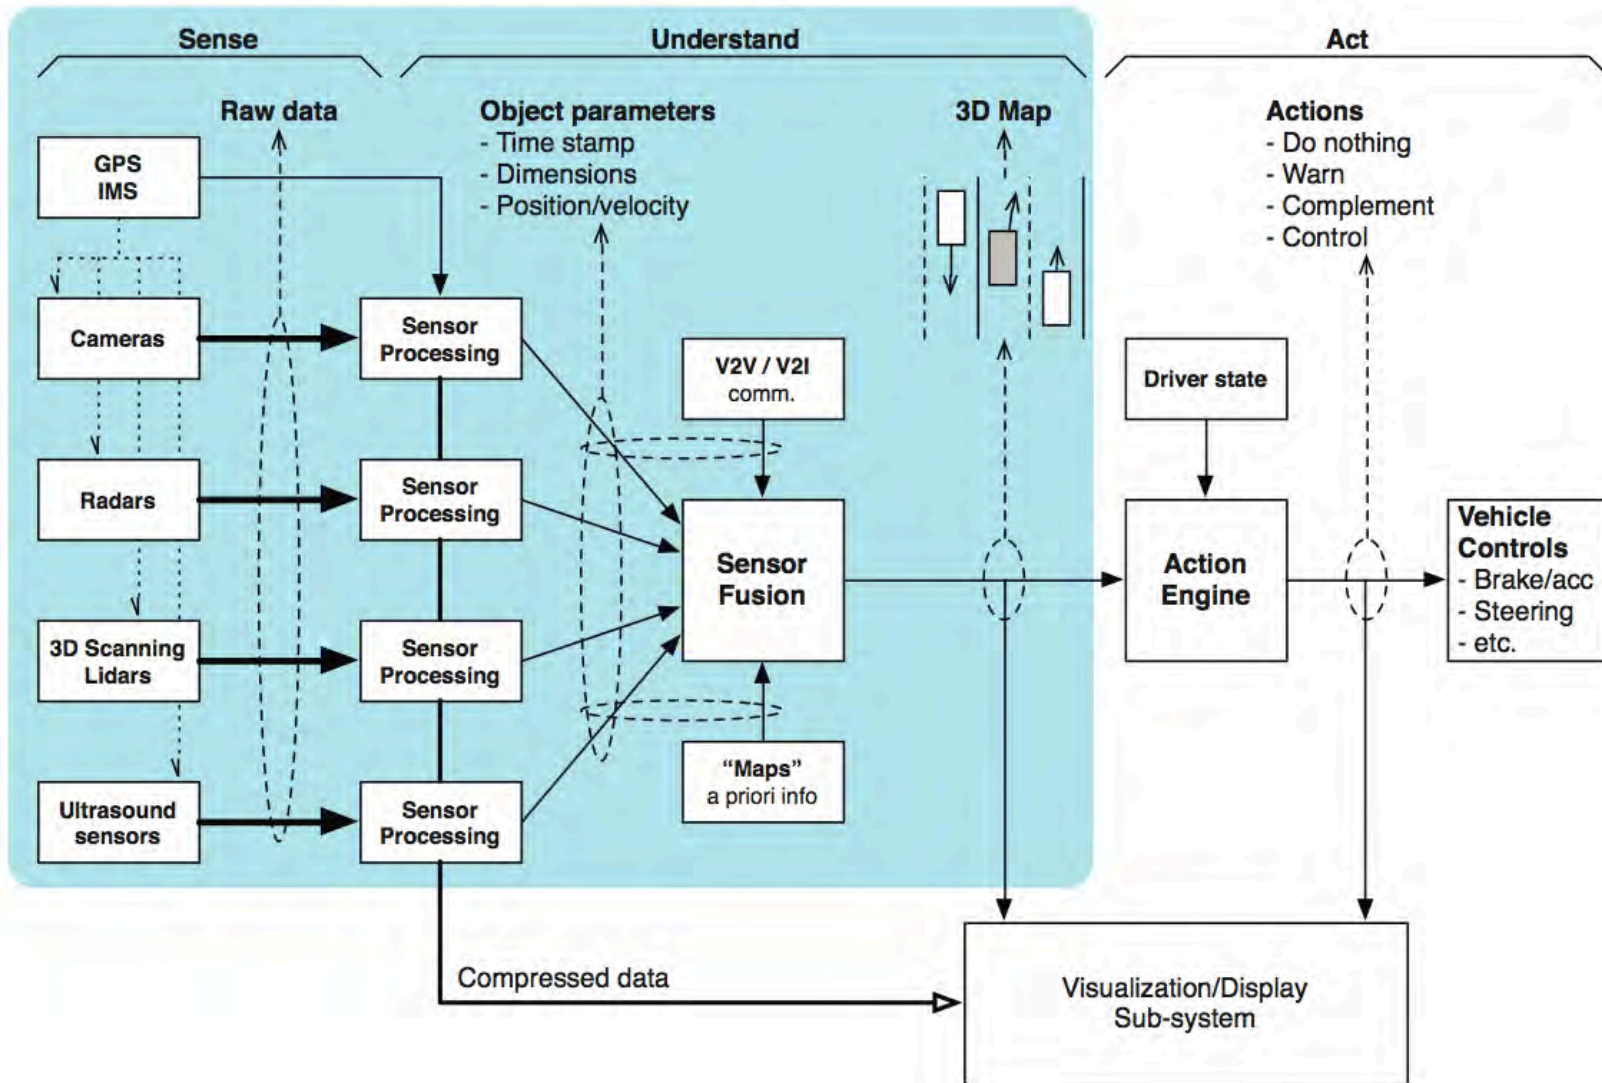 Sense
Understand
Act
Raw data
Object parameters
- Time stamp
- Dimensions
- Position/velocity
3D Map
Actions
- Do nothing
- Warn
- Complement
- Control
GPS
IMS
Cameras
Sensor
Processing
V2V / V2I
comm.
Driver state
Radars
Sensor
Processing
Sensor
Fusion
Action
Engine
Vehicle
Controls
- Brake/acc
- Steering
- etc.
3D Scanning
Lidars
Sensor
Processing
“Maps”
a priori info
Ultrasound
sensors
Sensor
Processing
Compressed data
Visualization/Display
Sub-system